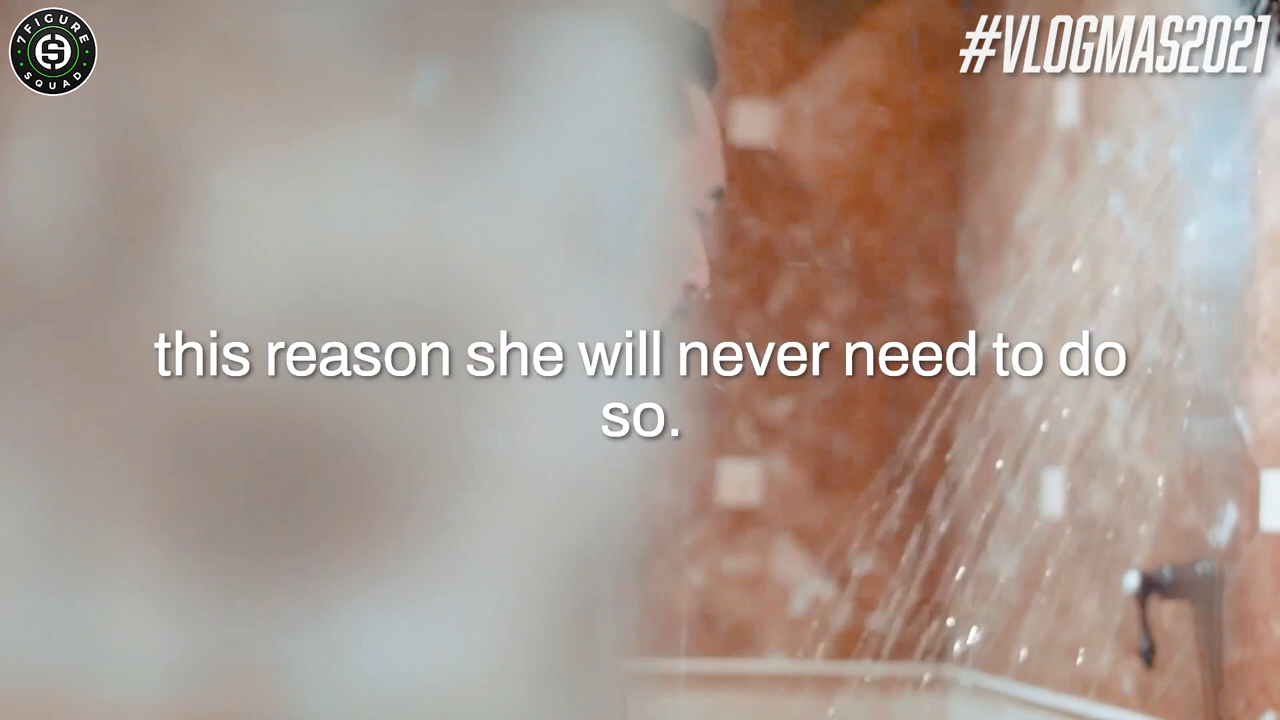 7FIGURE
SQUAD
#VLOGMAS2021
this reason she will never need to do
so.